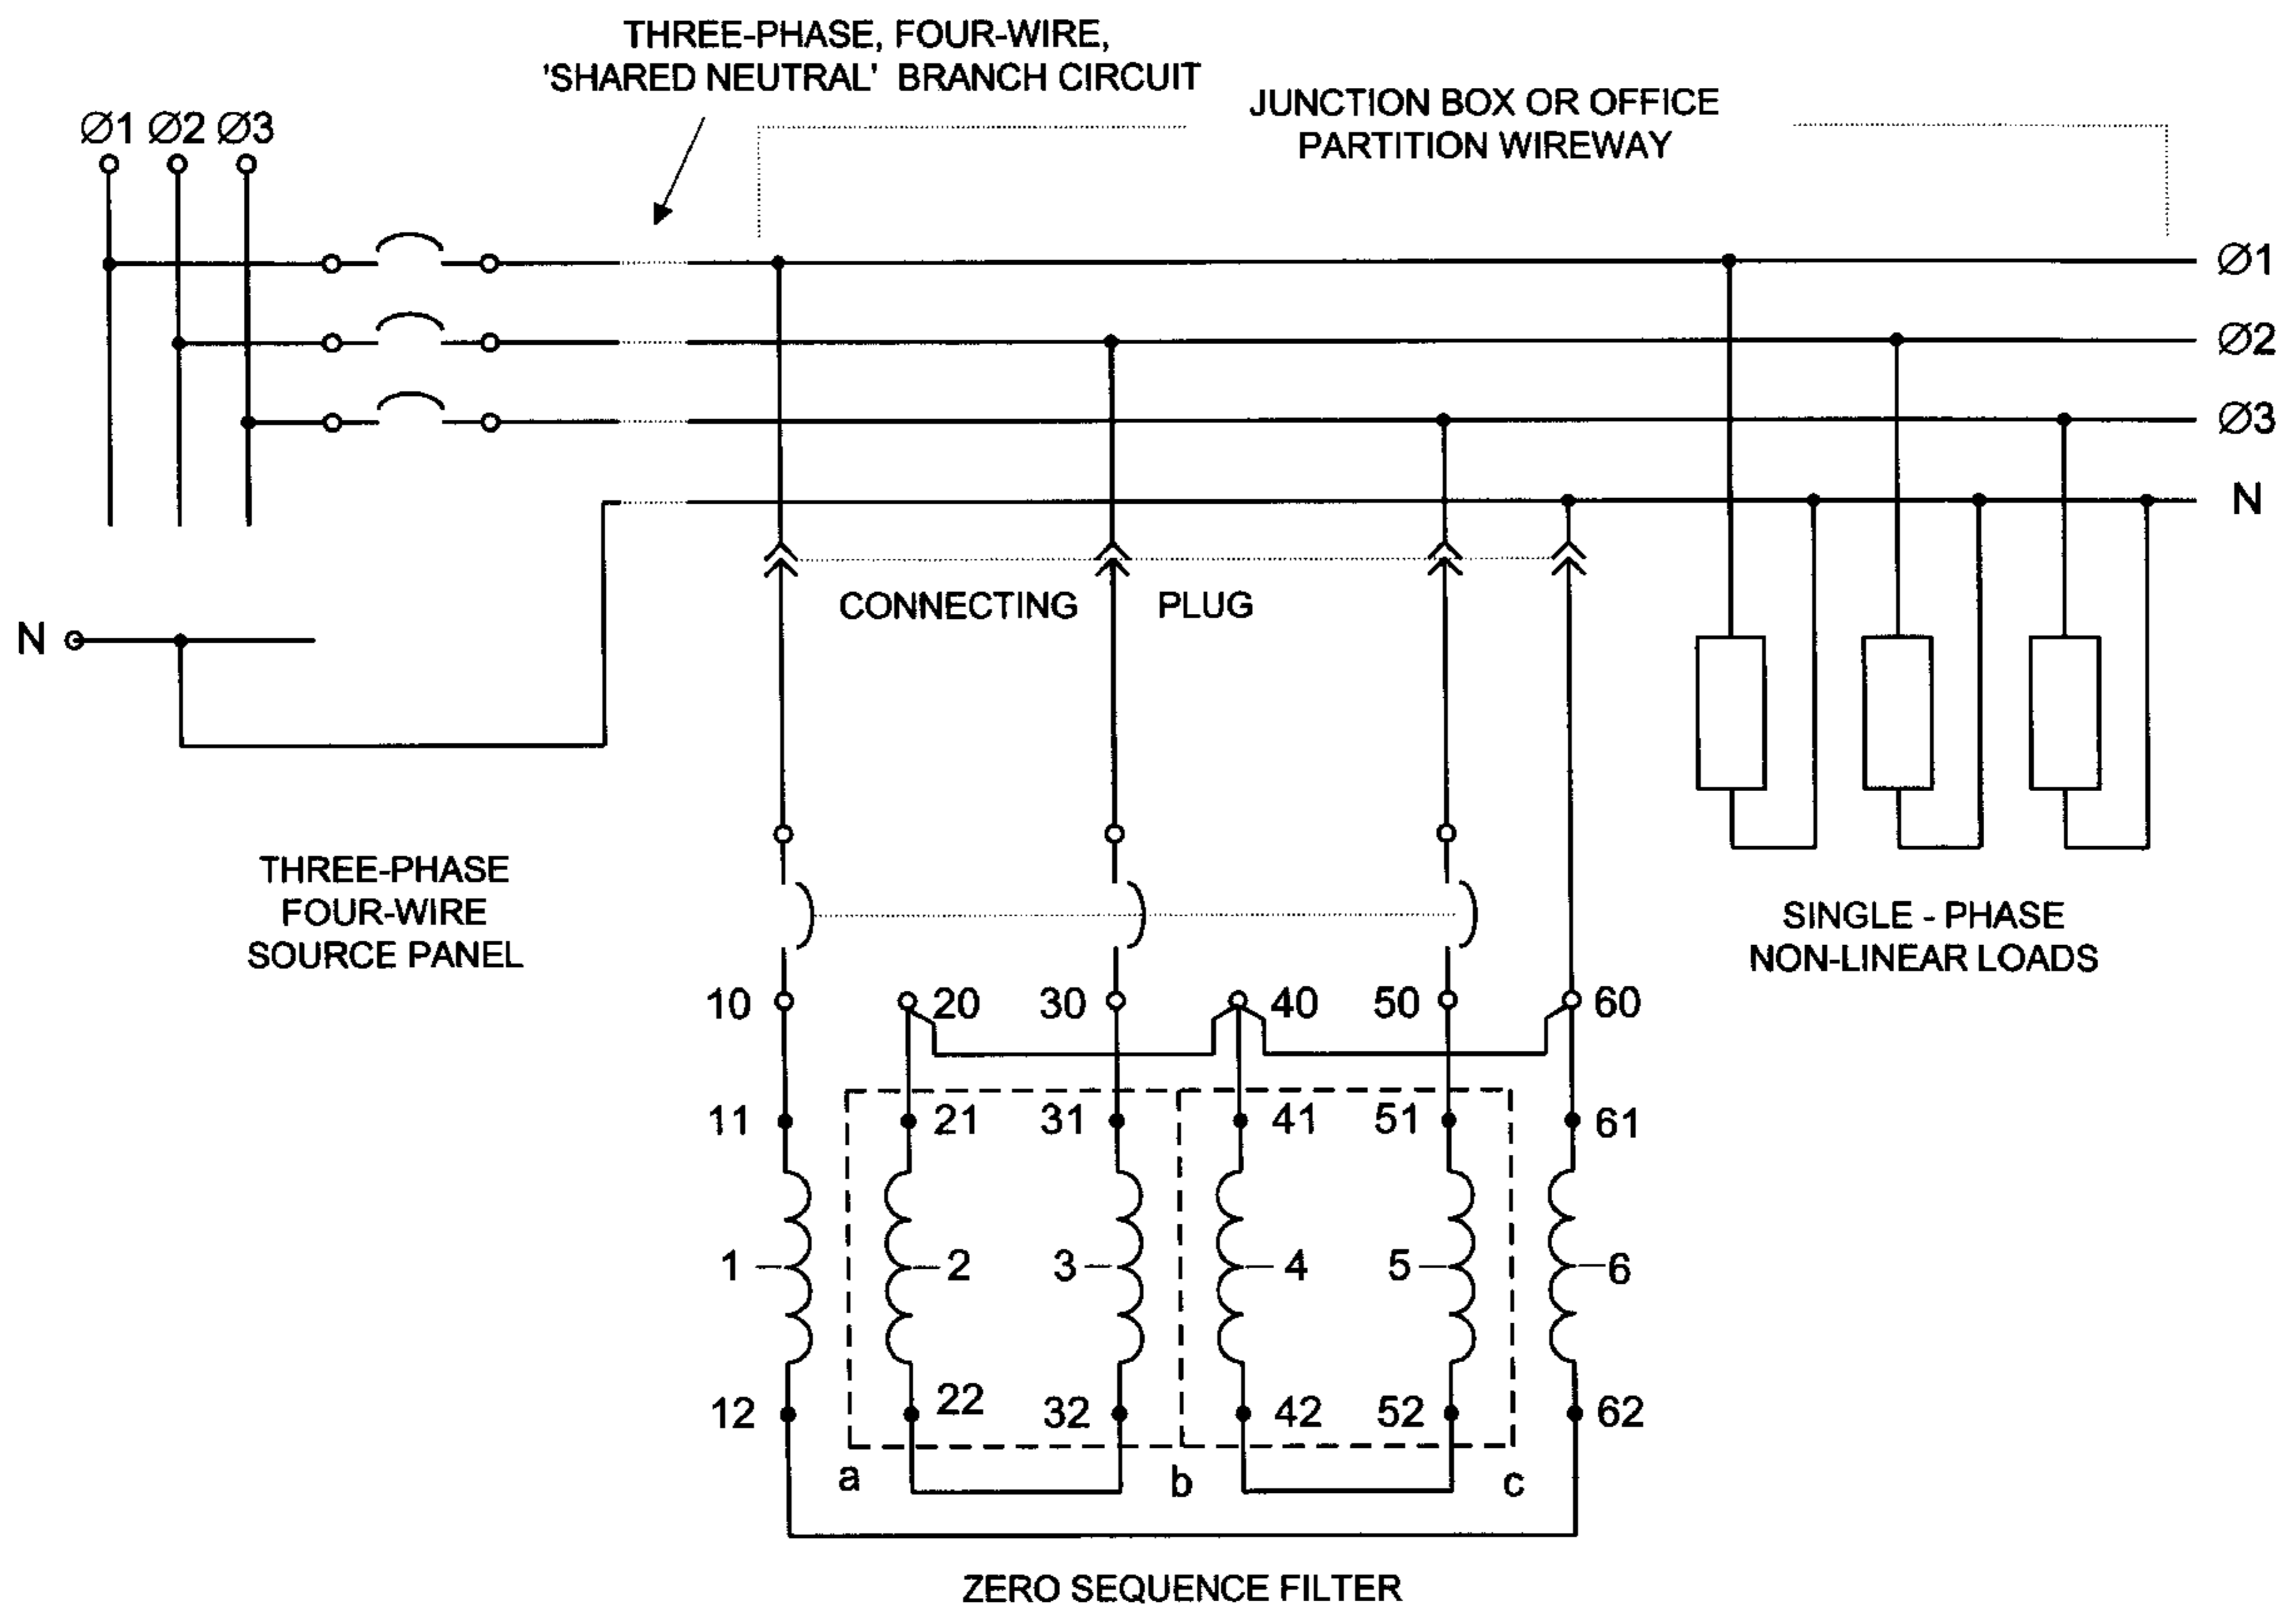 THREE-PHASE, FOUR-WIRE,
'SHARED NEUTRAL' BRANCH CIRCUIT
JUNCTION BOX OR OFFICE
PARTITION WIREWAY
Ø1 Ø2 Ø3
Ø1
Ø2
Ø3
N
CONNECTING PLUG
N
THREE-PHASE
FOUR-WIRE
SOURCE PANEL
SINGLE - PHASE
NON-LINEAR LOADS
10 20 30 40 50 60
11 21 31 41 51 61
1 2 3 4 5 6
12 22 32 42 52 62
a b c
ZERO SEQUENCE FILTER